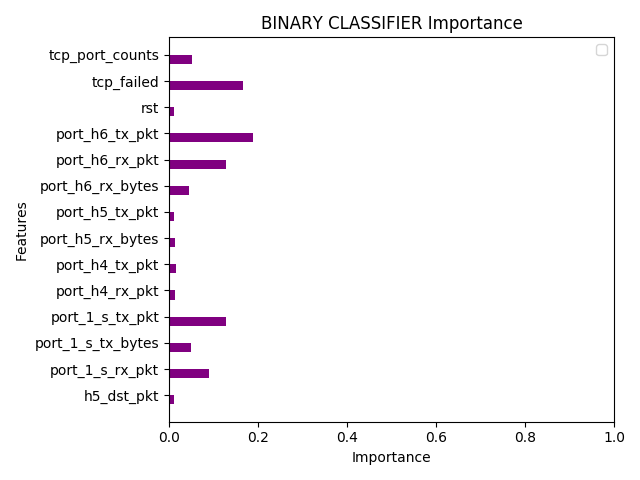 BINARY CLASSIFIER Importance
tcp_port_counts
tcp_failed
rst
port_h6_tx_pkt
port_h6_rx_pkt
port_h6_rx_bytes
port_h5_tx_pkt
port_h5_rx_bytes
port_h4_tx_pkt
port_h4_rx_pkt
port_1_s_tx_pkt
port_1_s_tx_bytes
port_1_s_rx_pkt
h5_dst_pkt
Features
0.0 0.2 0.4 0.6 0.8 1.0
Importance